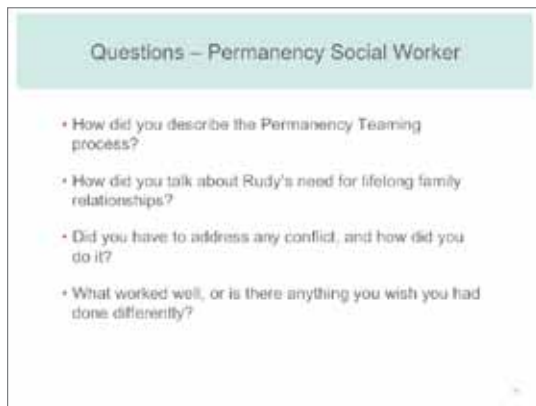 Questions – Permanency Social Worker
• How did you describe the Permanency Teaming
process?
• How did you talk about Rudy's need for lifelong family
relationships?
• Did you have to address any conflict, and how did you
do it?
• What worked well, or is there anything you wish you had
done differently?